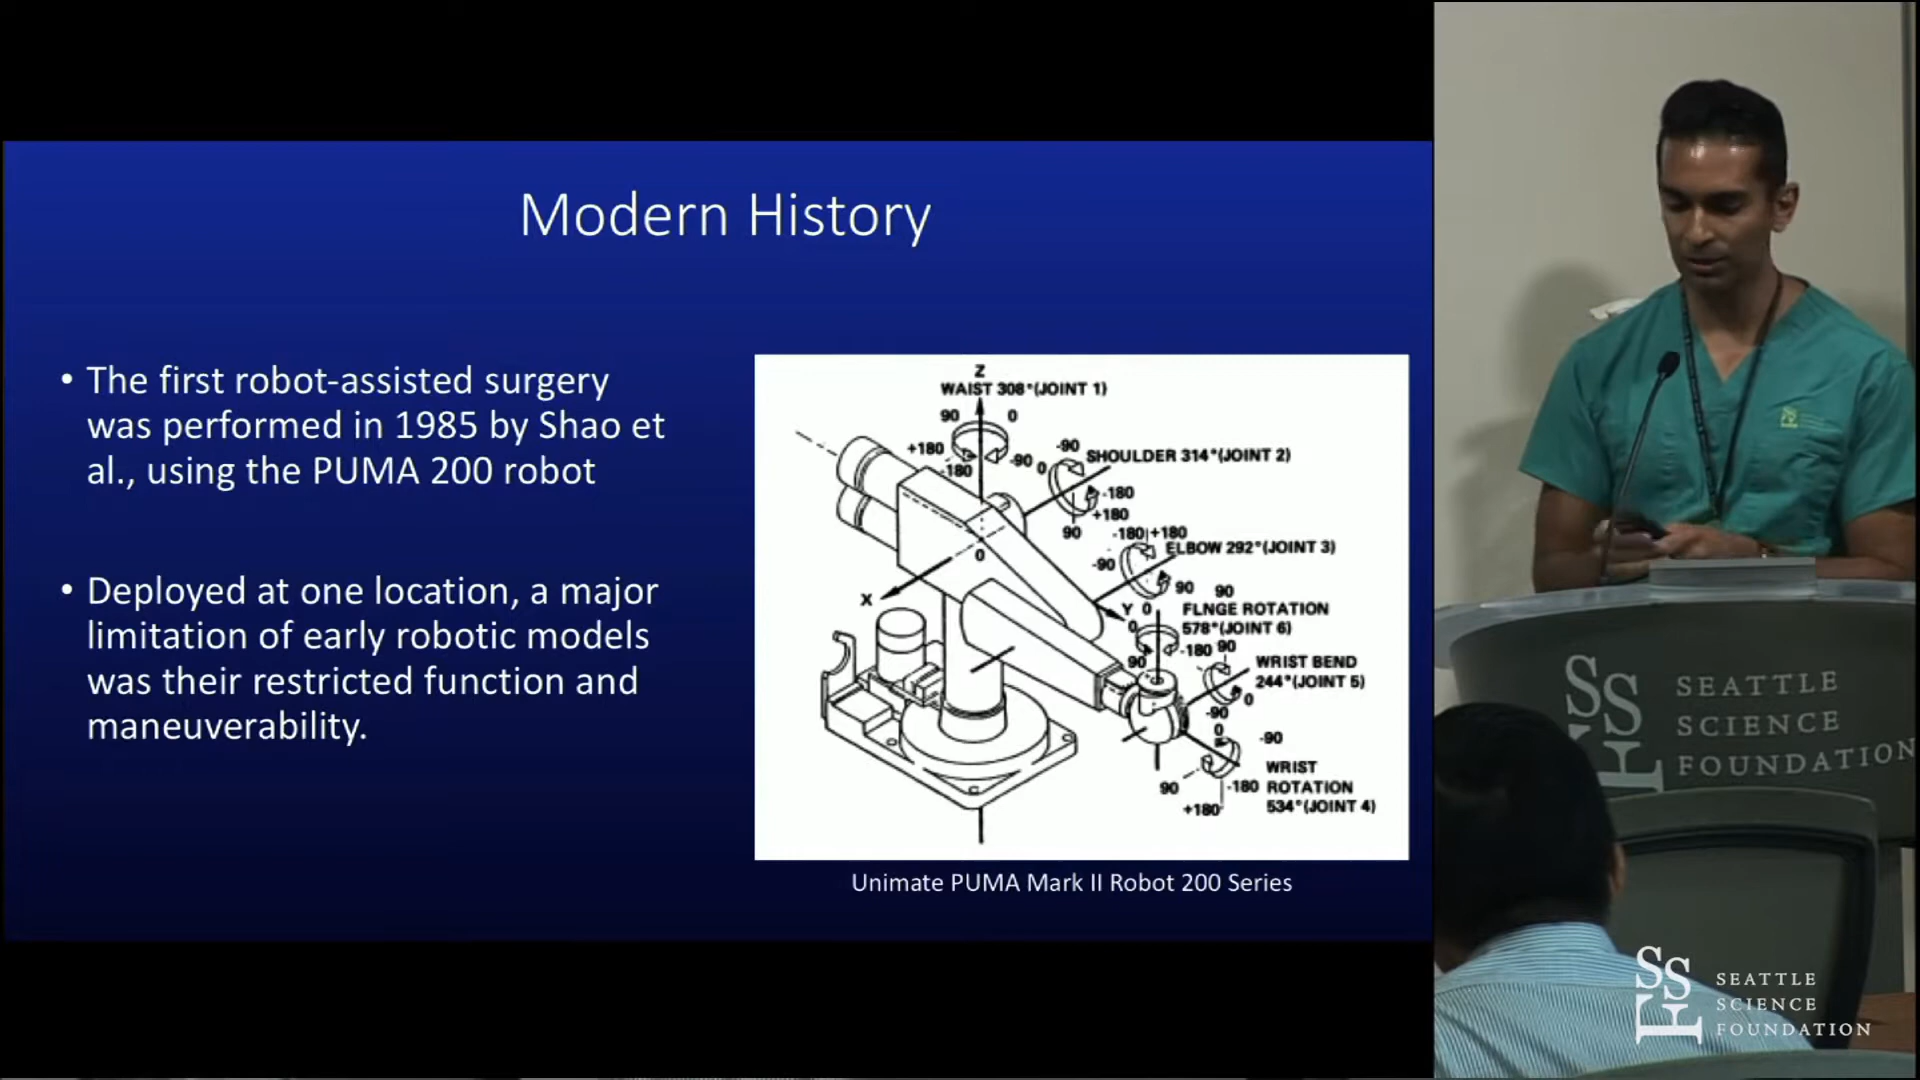 Modern History
• The first robot-assisted surgery
was performed in 1985 by Shao et
al., using the PUMA 200 robot
• Deployed at one location, a major
limitation of early robotic models
was their restricted function and
maneuverability.
Z
WAIST 308°(JOINT 1)
90 0
+180 -180 -90
-90
0 SHOULDER 314°(JOINT 2)
-180
+180
90
-180 +180
ELBOW 292°(JOINT 3)
-90
90
0
X
Y 0
90
FLNGE ROTATION
578°(JOINT 6)
0
-180
90
90
WRIST BEND
244°(JOINT 5)
0
-90
0
-90
WRIST
ROTATION
534°(JOINT 4)
-180
90
+180
Unimate PUMA Mark II Robot 200 Series
SEATTLE
SCIENCE
FOUNDATION
SEATTLE
SCIENCE
FOUNDATION